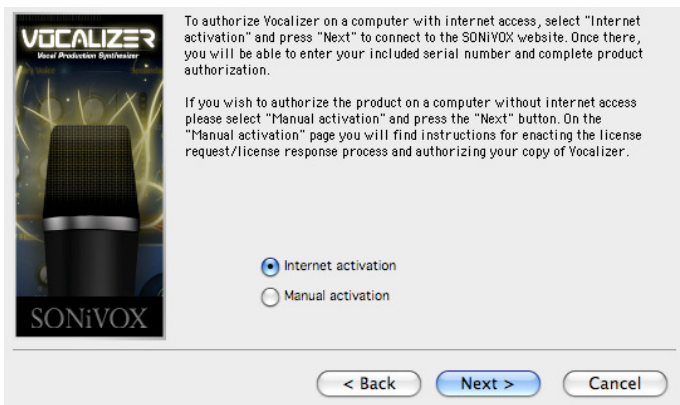 VOCALIZER
Vocal Production Synthesizer
To authorize Vocalizer on a computer with internet access, select "Internet
activation" and press "Next" to connect to the SONiVOX website. Once there,
you will be able to enter your included serial number and complete product
authorization.
If you wish to authorize the product on a computer without internet access
please select "Manual activation" and press the "Next" button. On the
"Manual activation" page you will find instructions for enacting the license
request/license response process and authorizing your copy of Vocalizer.
Internet activation
Manual activation
SONiVOX
< Back
Next >
Cancel